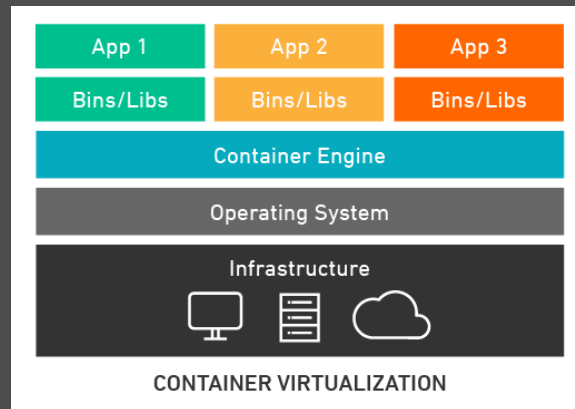 App 1 App 2 App 3
Bins/Libs Bins/Libs Bins/Libs
Container Engine
Operating System
Infrastructure
CONTAINER VIRTUALIZATION